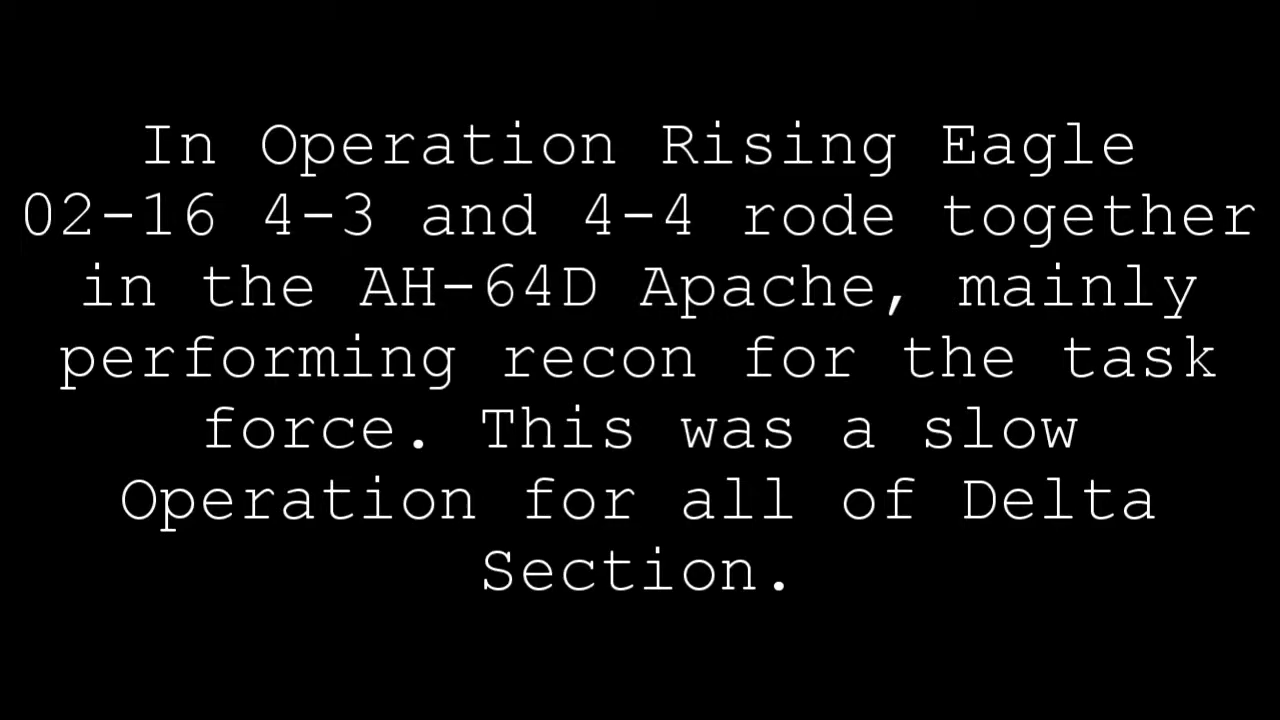 In Operation Rising Eagle
02-16 4-3 and 4-4 rode together
in the AH-64D Apache, mainly
performing recon for the task
force. This was a slow
Operation for all of Delta
Section.